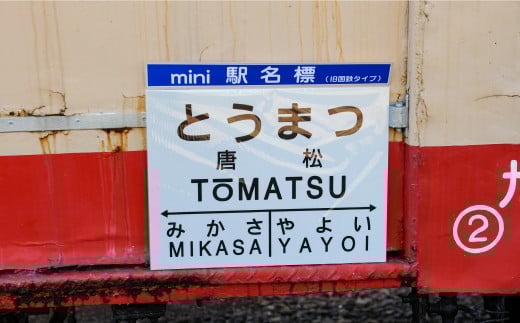 mini 駅名標（旧国鉄タイプ）
とうまつ
唐松
TōMATSU
みかさ やよい
MIKASA YAYOI
②